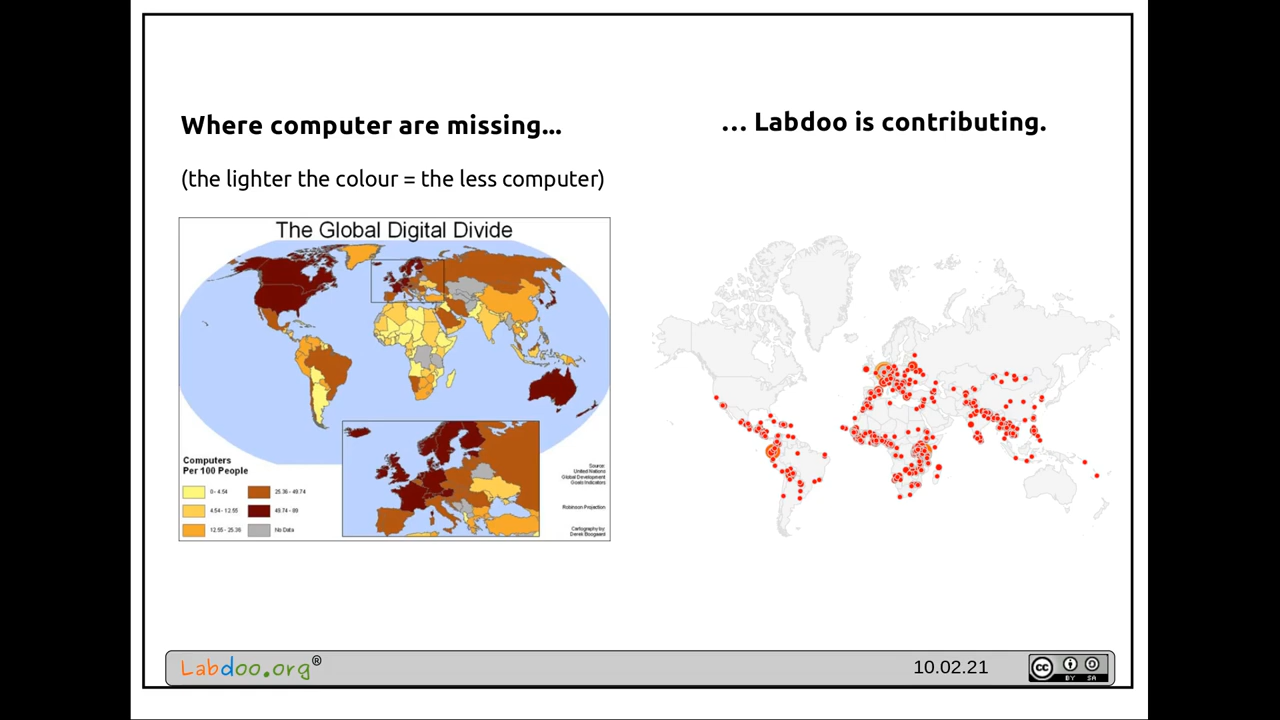 Where computer are missing...
… Labdoo is contributing.
(the lighter the colour = the less computer)
The Global Digital Divide
Computers
Per 100 People
0 - 4.54
4.54 - 12.55
12.55 - 25.36
25.36 - 49.74
49.74 - 89
No Data
Source:
United Nations
Global Development
Goals Indicators
Robinson Projection
Cartography by:
Derek Boogaard
Labdoo.org®
10.02.21
cc
BY SA